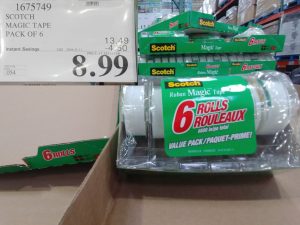 1675749
SCOTCH
MAGIC TAPE
PACK OF 6
13.49
Instant Savings
-4.50
8.99
Scotch
Magic
Scotch
Scotch
Ruban Magic Tape
6 ROLLS
ROULEAUX
VALUE PACK/PAQUET-PRIME!
6 ROLLS